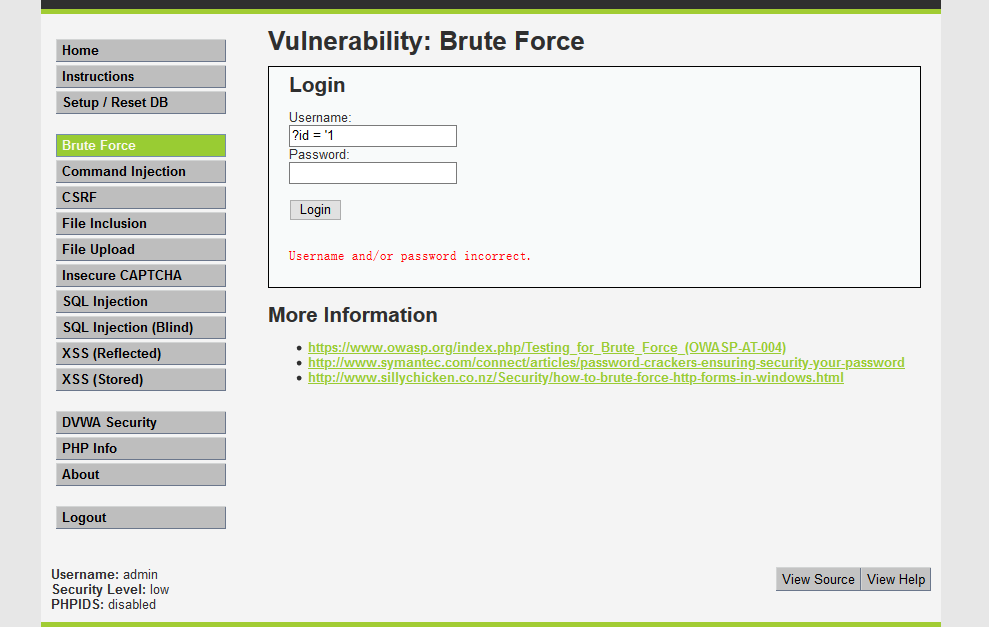 Home
Instructions
Setup / Reset DB
Brute Force
Command Injection
CSRF
File Inclusion
File Upload
Insecure CAPTCHA
SQL Injection
SQL Injection (Blind)
XSS (Reflected)
XSS (Stored)
DVWA Security
PHP Info
About
Logout
Vulnerability: Brute Force
Login
Username:
?id = '1
Password:
Login
Username and/or password incorrect.
More Information
https://www.owasp.org/index.php/Testing_for_Brute_Force_(OWASP-AT-004)
http://www.symantec.com/connect/articles/password-crackers-ensuring-security-your-password
http://www.sillychicken.co.nz/Security/how-to-brute-force-http-forms-in-windows.html
Username: admin
Security Level: low
PHPIDS: disabled
View Source
View Help